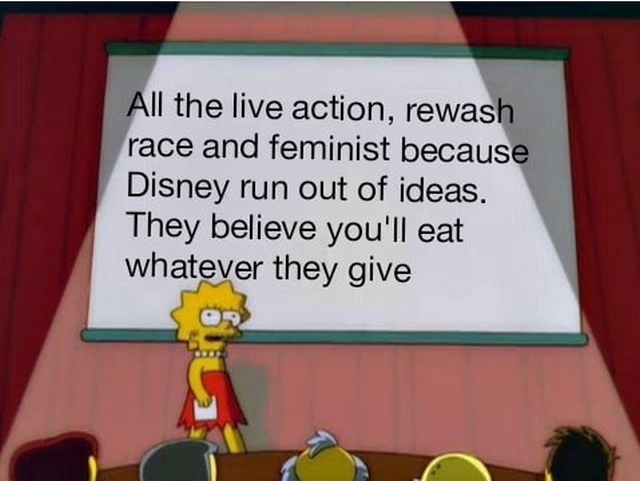 All the live action, rewash
race and feminist because
Disney run out of ideas.
They believe you'll eat
whatever they give